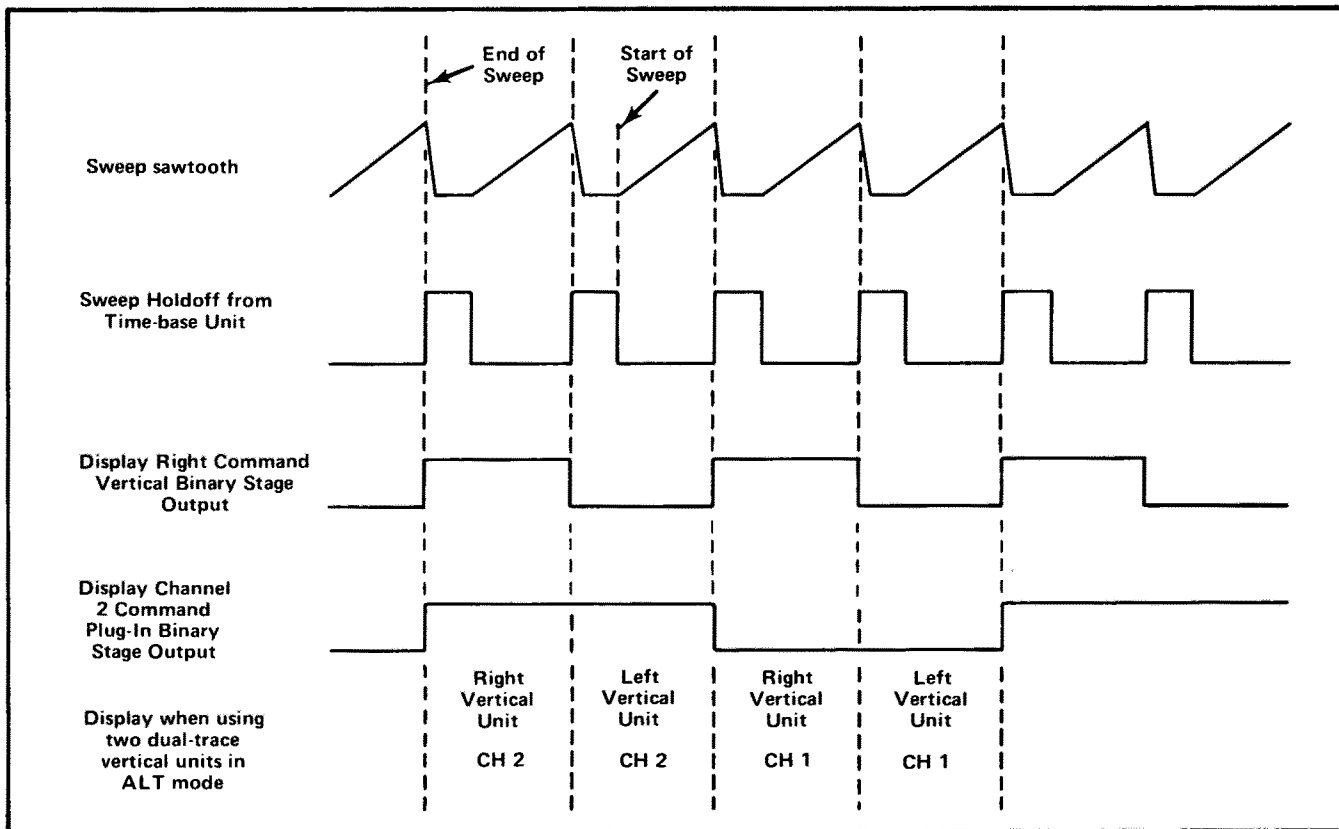 End of
Sweep
Start of
Sweep
Sweep sawtooth
Sweep Holdoff from
Time-base Unit
Display Right Command
Vertical Binary Stage
Output
Display Channel
2 Command
Plug-In Binary
Stage Output
Display when using
two dual-trace
vertical units in
ALT mode
Right
Vertical
Unit
CH 2
Left
Vertical
Unit
CH 2
Right
Vertical
Unit
CH 1
Left
Vertical
Unit
CH 1